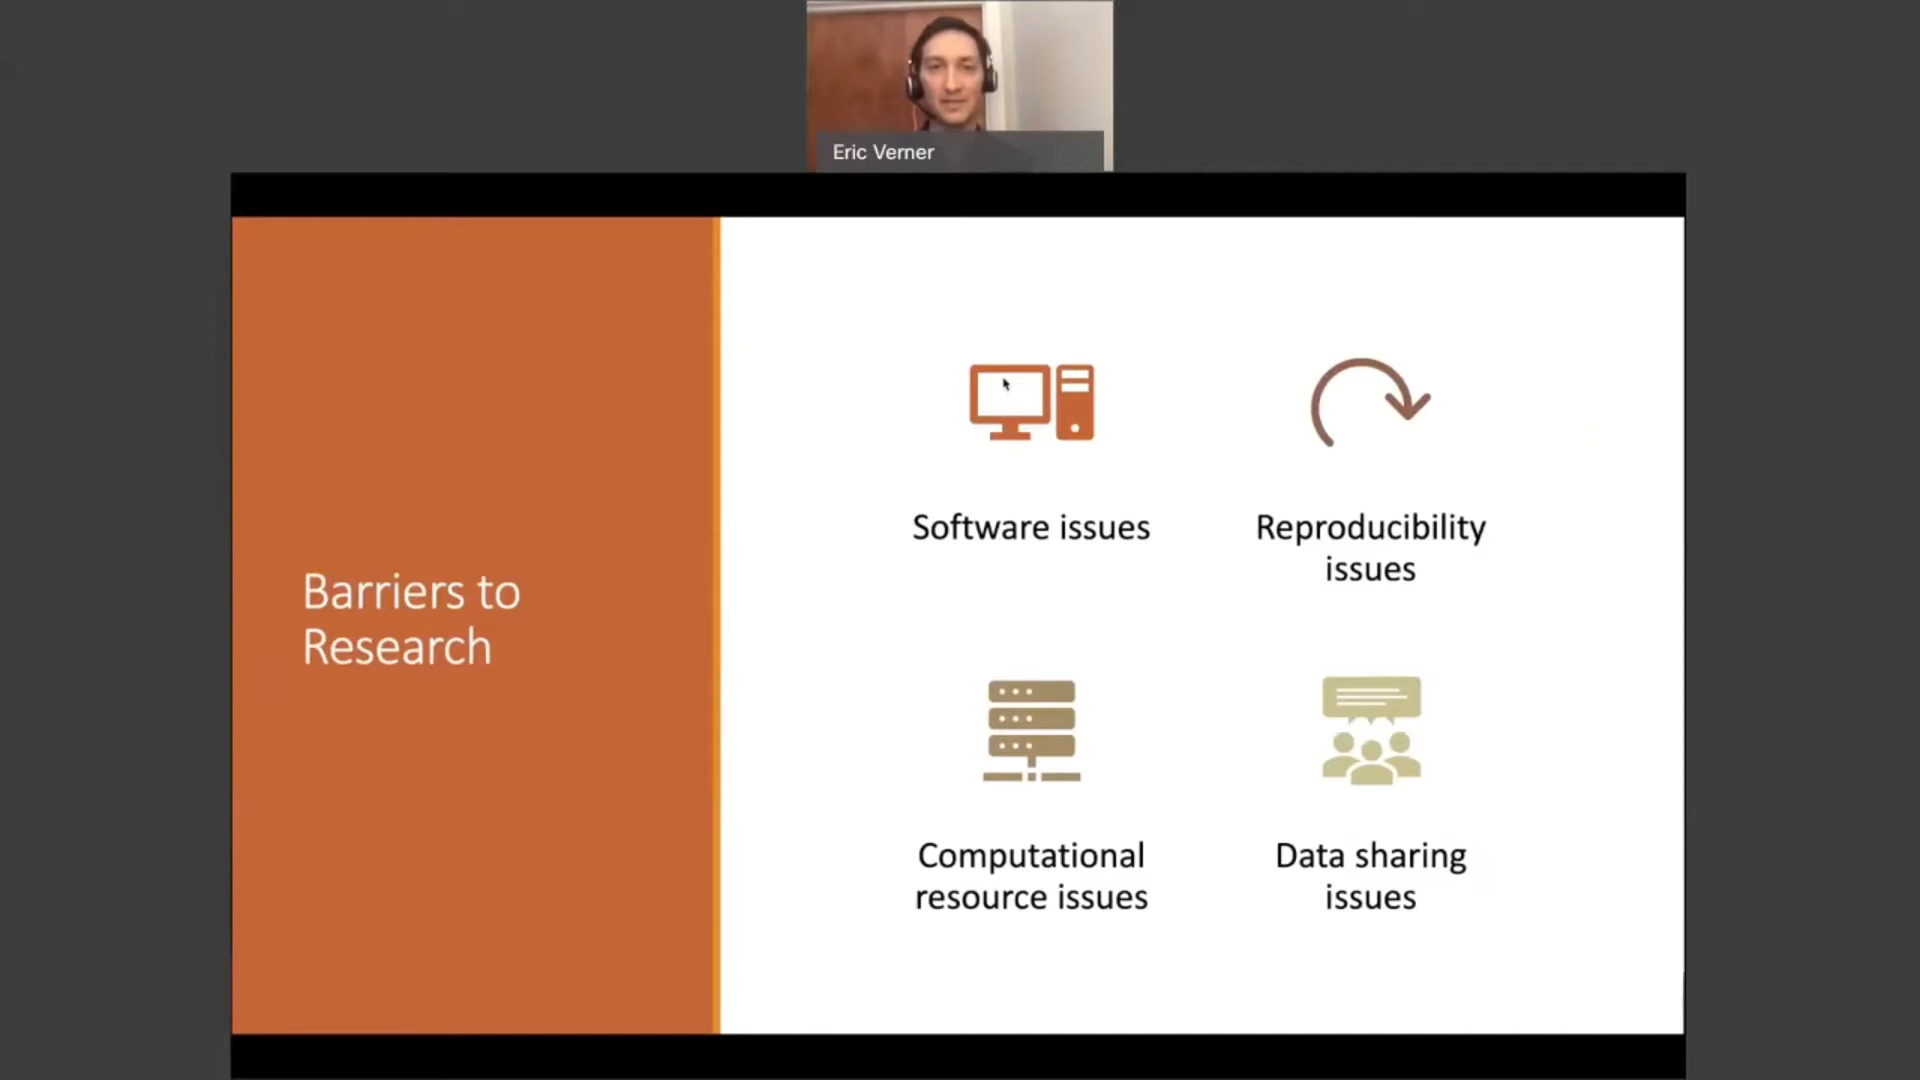 Eric Verner
Barriers to
Research
Software issues
Reproducibility
issues
Computational
resource issues
Data sharing
issues